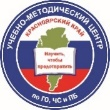 УЧЕБНО-МЕТОДИЧЕСКИЙ ЦЕНТР
КРАСНОЯРСКИЙ КРАЙ
Научить,
чтобы
предотвратить
по ГО, ЧС и ПБ